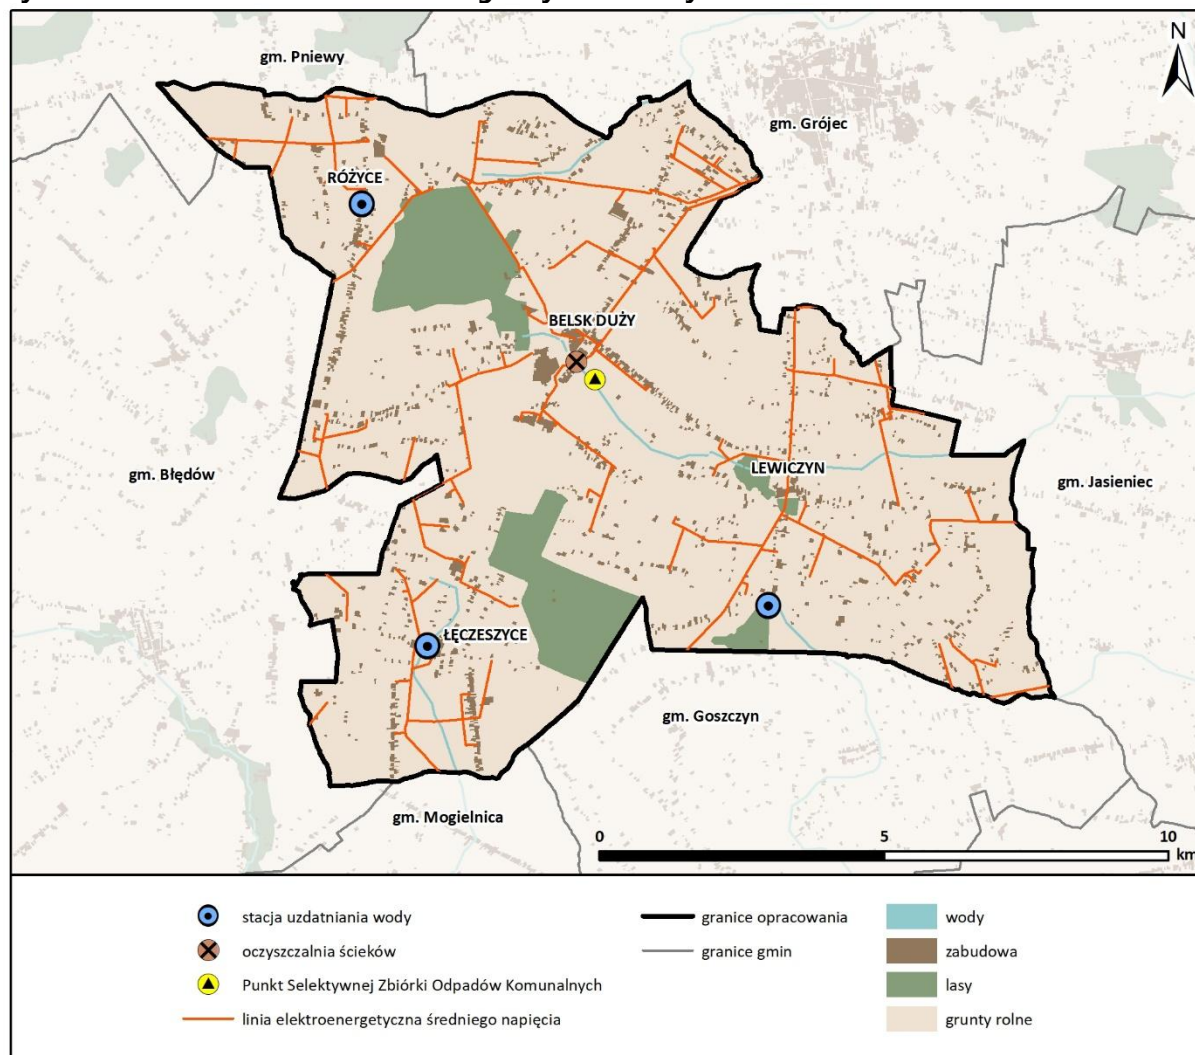 N
gm. Pniewy
gm. Grójec
RÓŻYCE
BELSK DUŻY
gm. Błędów
LEWICZYN
gm. Jasieniec
ŁĘCZESZYCE
gm. Goszczyn
gm. Mogielnica
0 5 10
km
stacja uzdatniania wody
oczyszczalnia ścieków
Punkt Selektywnej Zbiórki Odpadów Komunalnych
linia elektroenergetyczna średniego napięcia
granice opracowania
granice gmin
wody
zabudowa
lasy
grunty rolne